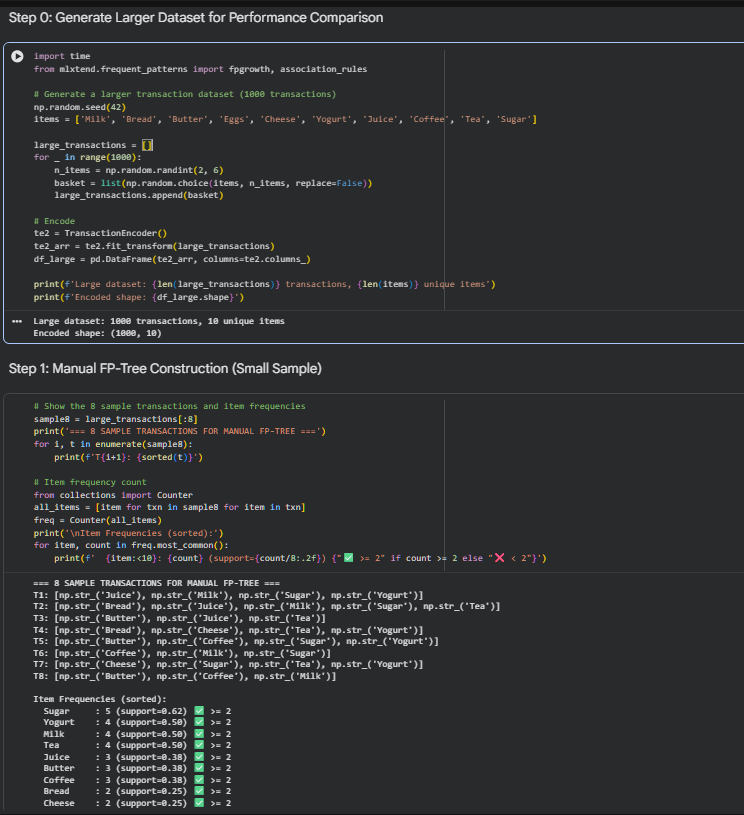 Step 0: Generate Larger Dataset for Performance Comparison
import time
from mlxtend.frequent_patterns import fpgrowth, association_rules
# Generate a larger transaction dataset (1000 transactions)
np.random.seed(42)
items = ['Milk', 'Bread', 'Butter', 'Eggs', 'Cheese', 'Yogurt', 'Juice', 'Coffee', 'Tea', 'Sugar']
large_transactions = []
for _ in range(1000):
    n_items = np.random.randint(2, 6)
    basket = list(np.random.choice(items, n_items, replace=False))
    large_transactions.append(basket)
# Encode
te2 = TransactionEncoder()
te2_arr = te2.fit_transform(large_transactions)
df_large = pd.DataFrame(te2_arr, columns=te2.columns_)
print(f'Large dataset: {len(large_transactions)} transactions, {len(items)} unique items')
print(f'Encoded shape: {df_large.shape}')
Large dataset: 1000 transactions, 10 unique items
Encoded shape: (1000, 10)
Step 1: Manual FP-Tree Construction (Small Sample)
# Show the 8 sample transactions and item frequencies
sample8 = large_transactions[:8]
print('=== 8 SAMPLE TRANSACTIONS FOR MANUAL FP-TREE ===')
for i, t in enumerate(sample8):
    print(f'T{i+1}: {sorted(t)}')
# Item frequency count
from collections import Counter
all_items = [item for txn in sample8 for item in txn]
freq = Counter(all_items)
print('\nItem Frequencies (sorted):')
for item, count in freq.most_common():
    print(f'  {item:<10}: {count} (support={count/8:.2f}) {"✅ >= 2" if count >= 2 else "❌ < 2"}')
=== 8 SAMPLE TRANSACTIONS FOR MANUAL FP-TREE ===
T1: [np.str_('Juice'), np.str_('Milk'), np.str_('Sugar'), np.str_('Yogurt')]
T2: [np.str_('Bread'), np.str_('Juice'), np.str_('Milk'), np.str_('Sugar'), np.str_('Tea')]
T3: [np.str_('Butter'), np.str_('Juice'), np.str_('Tea')]
T4: [np.str_('Bread'), np.str_('Cheese'), np.str_('Tea'), np.str_('Yogurt')]
T5: [np.str_('Butter'), np.str_('Coffee'), np.str_('Sugar'), np.str_('Yogurt')]
T6: [np.str_('Coffee'), np.str_('Milk'), np.str_('Sugar')]
T7: [np.str_('Cheese'), np.str_('Sugar'), np.str_('Tea'), np.str_('Yogurt')]
T8: [np.str_('Butter'), np.str_('Coffee'), np.str_('Milk')]
Item Frequencies (sorted):
  Sugar     : 5 (support=0.62) ✅ >= 2
  Yogurt    : 4 (support=0.50) ✅ >= 2
  Milk      : 4 (support=0.50) ✅ >= 2
  Tea       : 4 (support=0.50) ✅ >= 2
  Juice     : 3 (support=0.38) ✅ >= 2
  Butter    : 3 (support=0.38) ✅ >= 2
  Coffee    : 3 (support=0.38) ✅ >= 2
  Bread     : 2 (support=0.25) ✅ >= 2
  Cheese    : 2 (support=0.25) ✅ >= 2